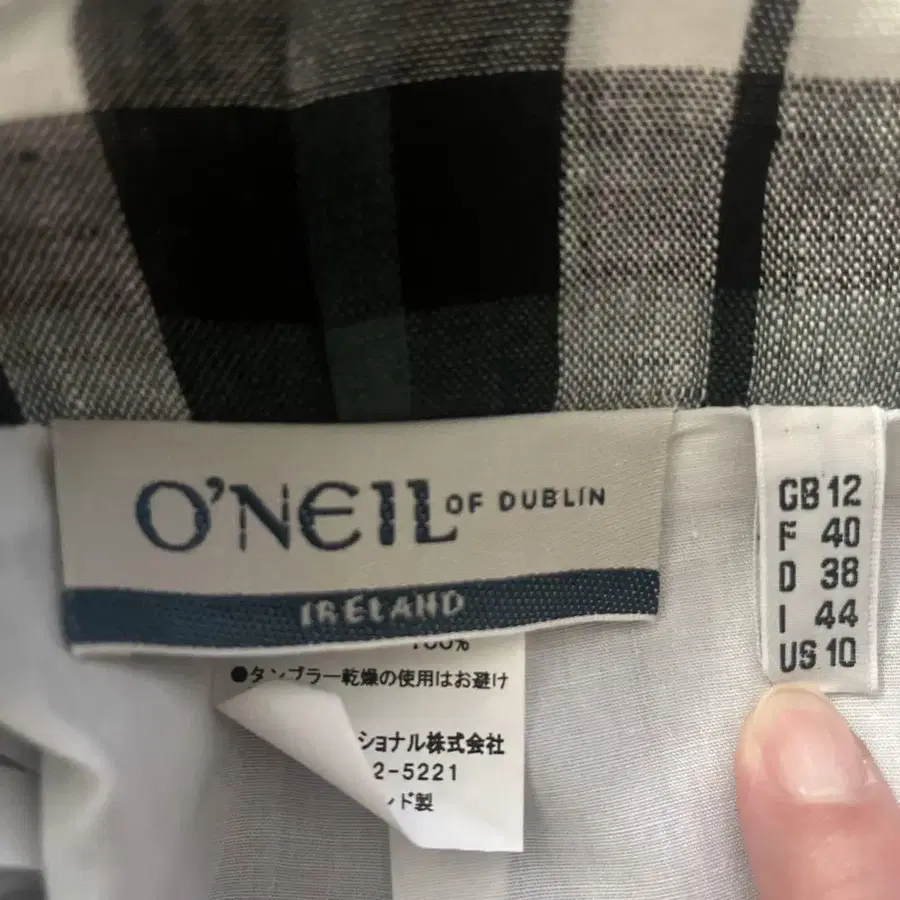 O'NEIL OF DUBLIN
IRELAND
GB 12
F 40
D 38
I 44
US 10
100%
●タンブラー乾燥の使用はお避け
ショナル株式会社
2-5221
ド製